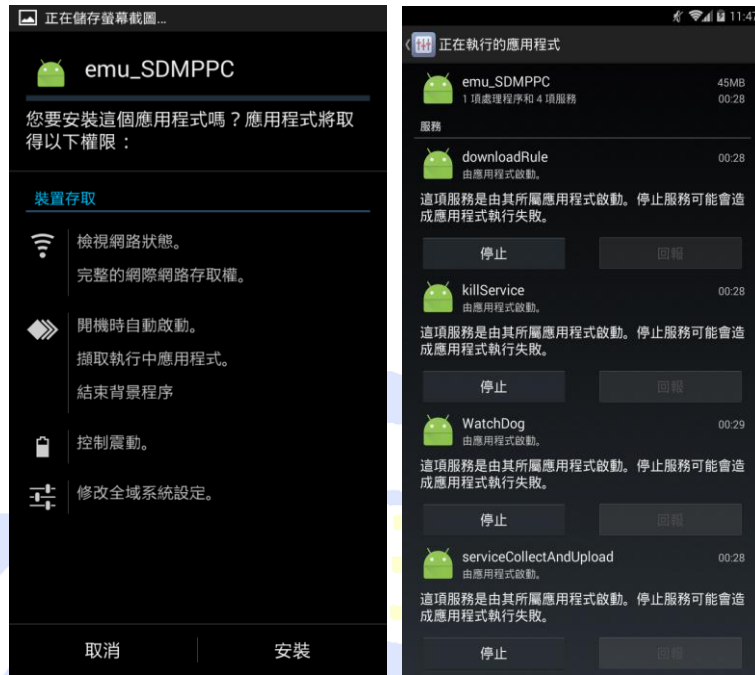 正在儲存螢幕截圖...
emu_SDMPPC
您要安裝這個應用程式嗎？應用程式將取
得以下權限：
裝置存取
檢視網路狀態。
完整的網際網路存取權。
開機時自動啟動。
擷取執行中應用程式。
結束背景程序
控制震動。
修改全域系統設定。
取消
安裝
11:47
正在執行的應用程式
emu_SDMPPC 45MB
1 項處理程序和 4 項服務 00:28
服務
downloadRule 00:28
由應用程式啟動。
這項服務是由其所屬應用程式啟動。停止服務可能會造
成應用程式執行失敗。
停止 回報
killService 00:28
由應用程式啟動。
這項服務是由其所屬應用程式啟動。停止服務可能會造
成應用程式執行失敗。
停止 回報
WatchDog 00:29
由應用程式啟動。
這項服務是由其所屬應用程式啟動。停止服務可能會造
成應用程式執行失敗。
停止 回報
serviceCollectAndUpload 00:28
由應用程式啟動。
這項服務是由其所屬應用程式啟動。停止服務可能會造
成應用程式執行失敗。
停止 回報